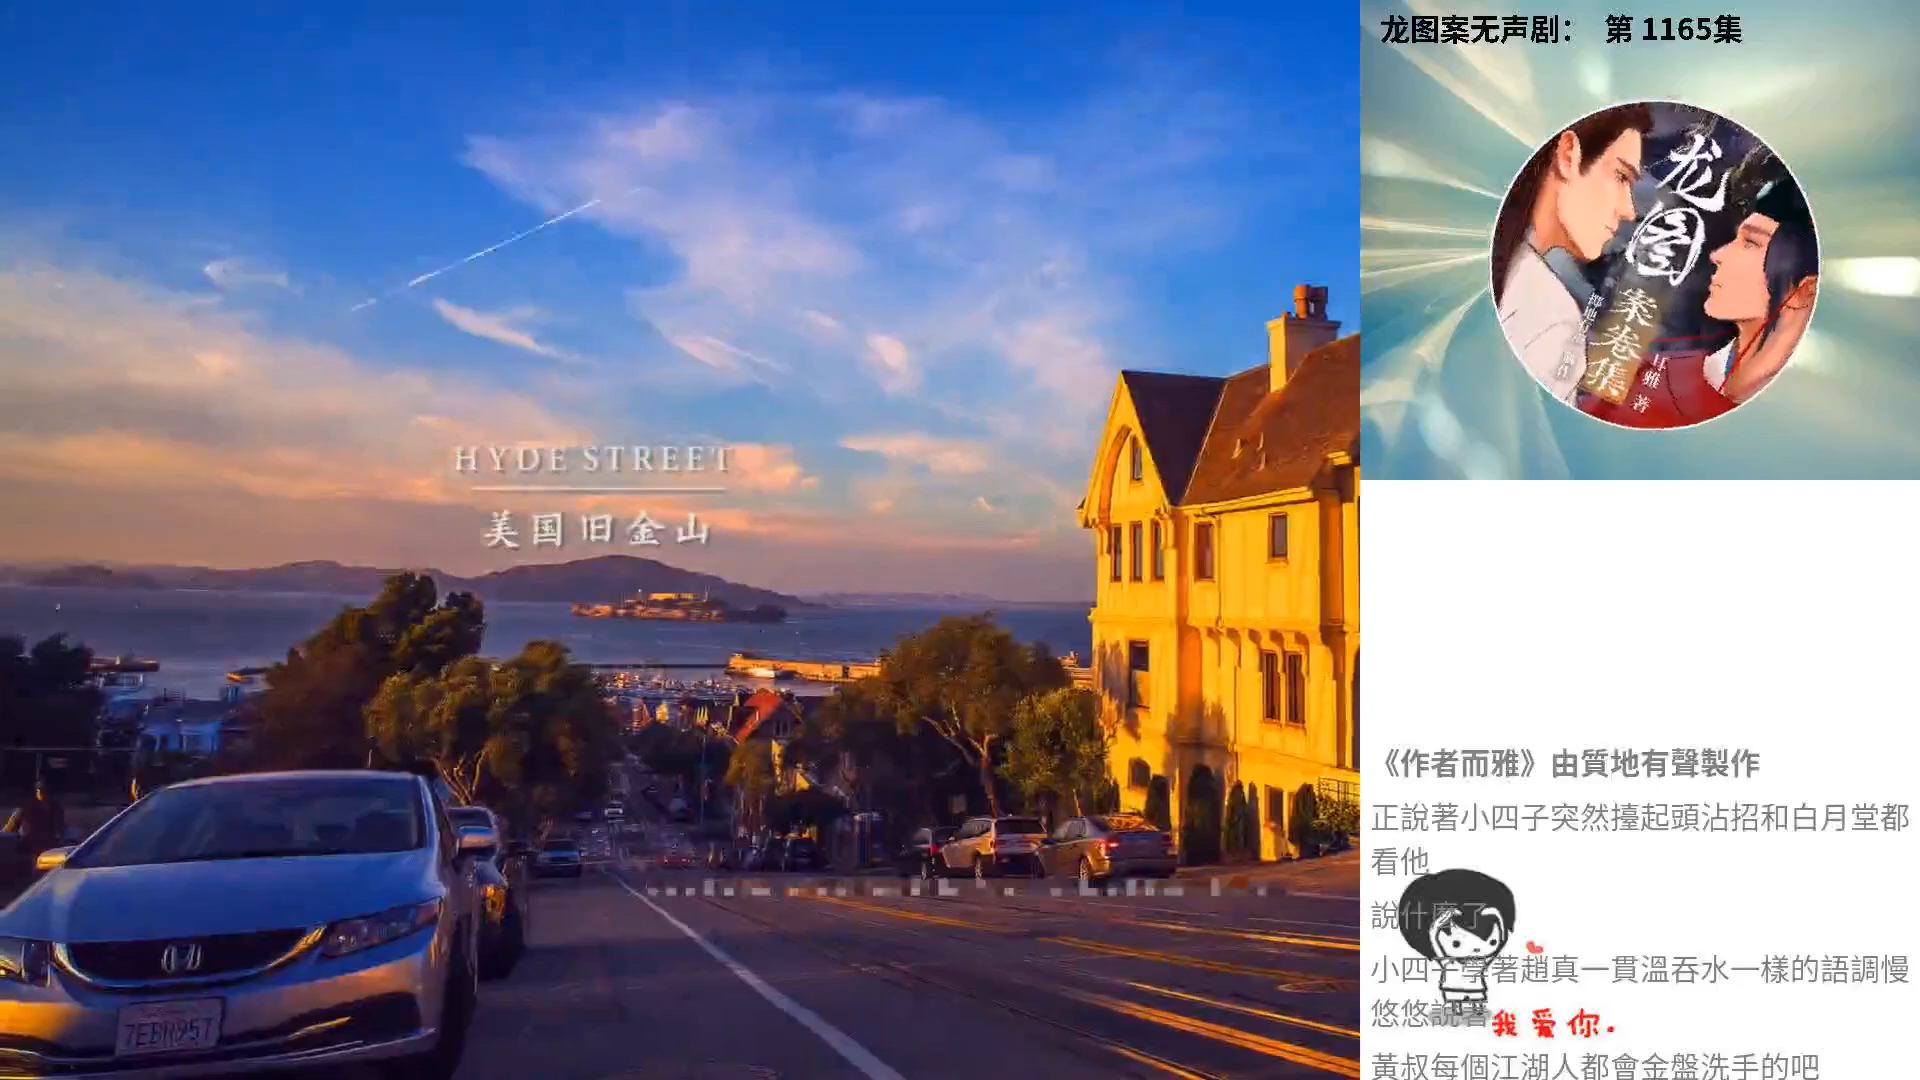 HYDE STREET
美国旧金山
7EBR957
龙图案无声剧： 第 1165集
龙图
案卷集
耳雅 著
《作者而雅》由質地有聲製作
正說著小四子突然擡起頭沾招和白月堂都
看他
說什麼了
小四子學著趙真一貫溫吞水一樣的語調慢
悠悠說著
我爱你.
黃叔每個江湖人都會金盤洗手的吧